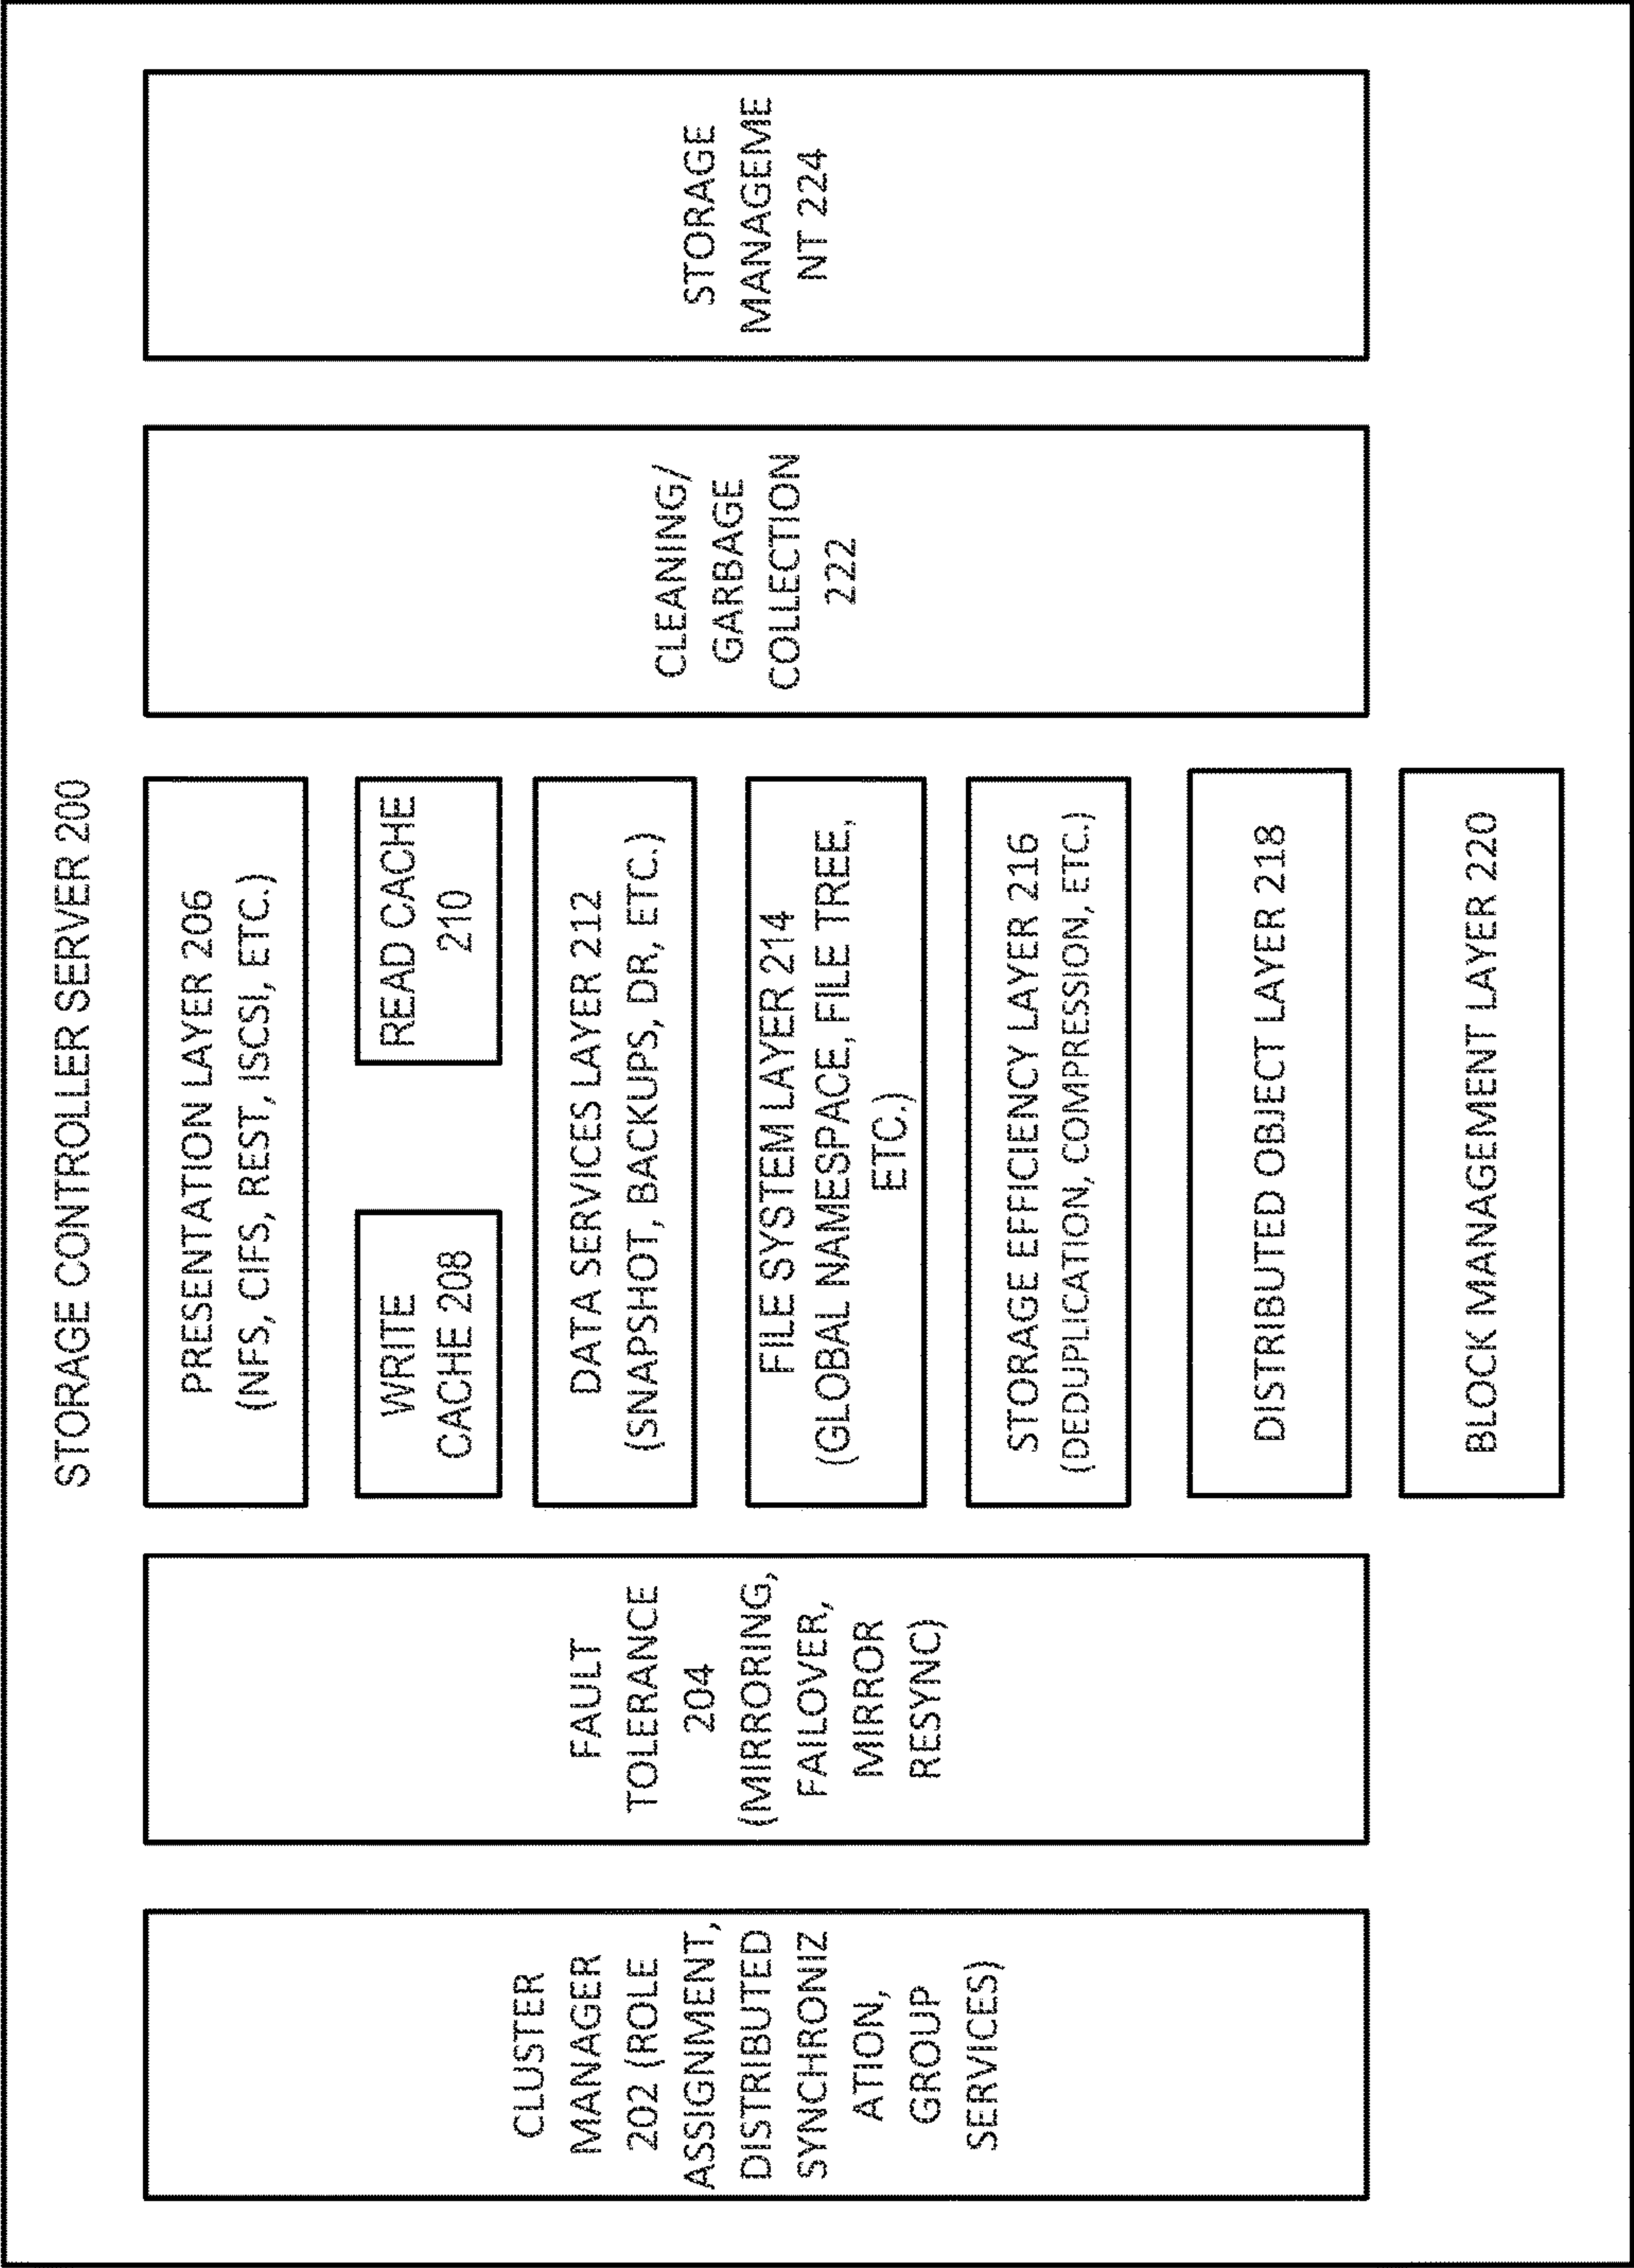 STORAGE CONTROLLER SERVER 200
CLUSTER
MANAGER
202 (ROLE
ASSIGNMENT,
DISTRIBUTED
SYNCHRONIZ
ATION,
GROUP
SERVICES)
FAULT
TOLERANCE
204
(MIRRORING,
FAILOVER,
MIRROR
RESYNC)
PRESENTATION LAYER 206
(NFS, CIFS, REST, ISCSI, ETC.)
WRITE
CACHE 208
READ CACHE
210
DATA SERVICES LAYER 212
(SNAPSHOT, BACKUPS, DR, ETC.)
FILE SYSTEM LAYER 214
(GLOBAL NAMESPACE, FILE TREE,
ETC.)
STORAGE EFFICIENCY LAYER 216
(DEDUPLICATION, COMPRESSION, ETC.)
DISTRIBUTED OBJECT LAYER 218
BLOCK MANAGEMENT LAYER 220
CLEANING/
GARBAGE
COLLECTION
222
STORAGE
MANAGEME
NT 224